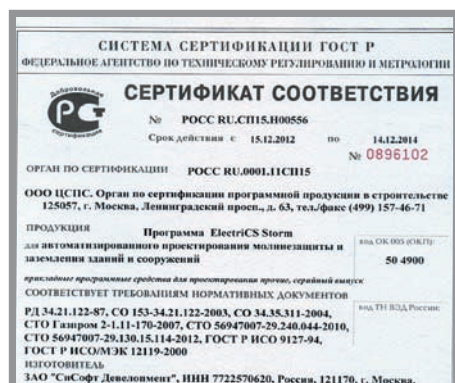 СИСТЕМА СЕРТИФИКАЦИИ ГОСТ Р
ФЕДЕРАЛЬНОЕ АГЕНТСТВО ПО ТЕХНИЧЕСКОМУ РЕГУЛИРОВАНИЮ И МЕТРОЛОГИИ
Добровольная
сертификация
СЕРТИФИКАТ СООТВЕТСТВИЯ
№ РОСС RU.СП15.Н00556
Срок действия с 15.12.2012 по 14.12.2014
№ 0896102
ОРГАН ПО СЕРТИФИКАЦИИ РОСС RU.0001.11СП15
ООО ЦСПС. Орган по сертификации программной продукции в строительстве
125057, г. Москва, Ленинградский просп., д. 63, тел./факс (499) 157-46-71
ПРОДУКЦИЯ Программа ElectriCS Storm
для автоматизированного проектирования молниезащиты и
заземления зданий и сооружений
код ОК 005 (ОКП):
50 4900
прикладные программные средства для проектирования прочие, серийный выпуск
СООТВЕТСТВУЕТ ТРЕБОВАНИЯМ НОРМАТИВНЫХ ДОКУМЕНТОВ
код ТН ВЭД России:
РД 34.21.122-87, СО 153-34.21.122-2003, СО 34.35.311-2004,
СТО Газпром 2-1.11-170-2007, СТО 56947007-29.240.044-2010,
СТО 56947007-29.130.15.114-2012, ГОСТ Р ИСО 9127-94,
ГОСТ Р ИСО/МЭК 12119-2000
ИЗГОТОВИТЕЛЬ
ЗАО "СиСофт Девелопмент", ИНН 7722570620, Россия, 121170, г. Москва,